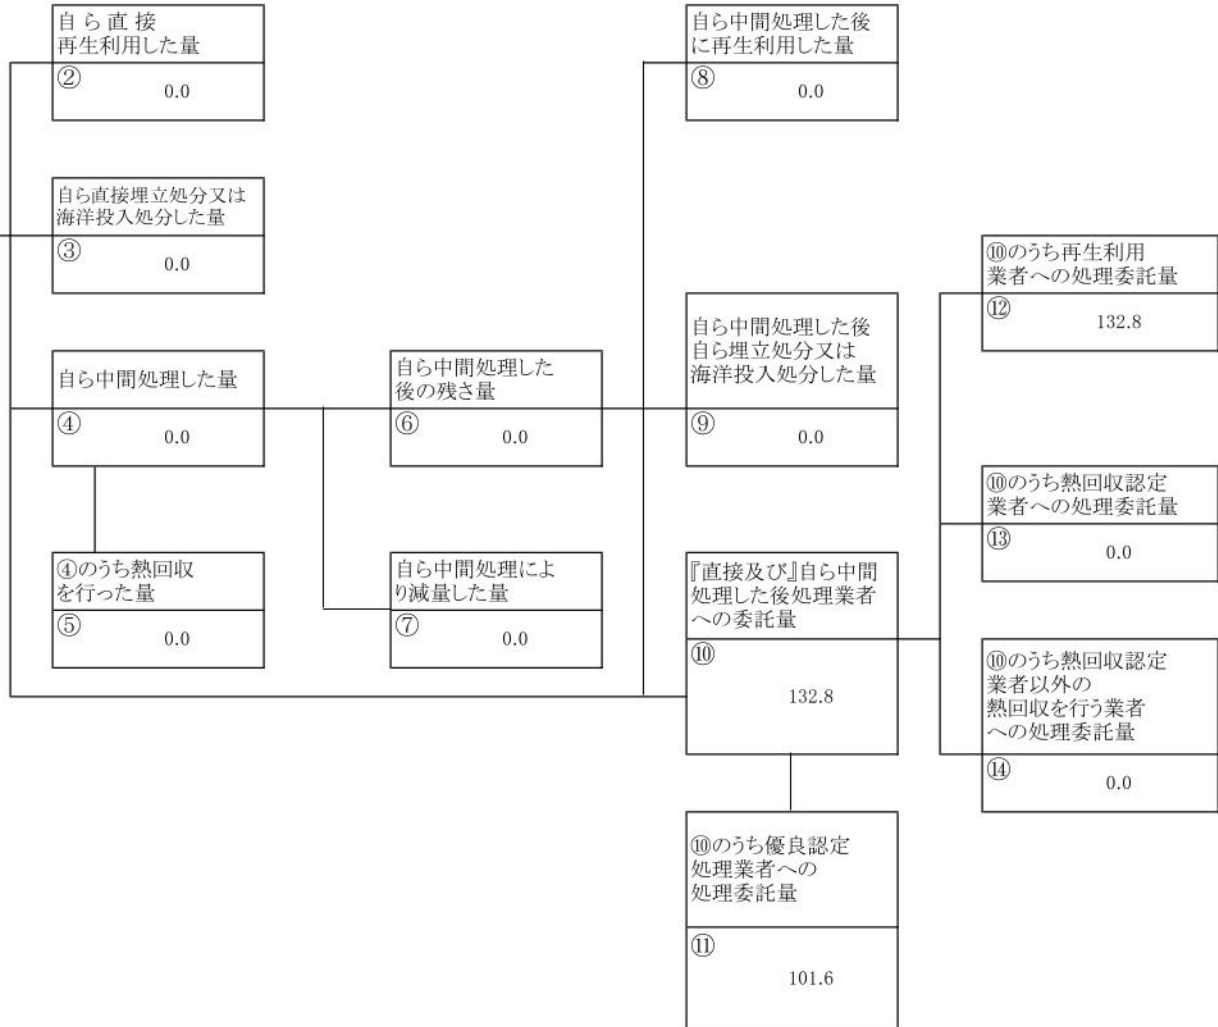 自 ら 直 接
再生利用した量
②
0.0
自ら直接埋立処分又は
海洋投入処分した量
③
0.0
自ら中間処理した量
④
0.0
④のうち熱回収
を行った量
⑤
0.0
自ら中間処理した
後の残さ量
⑥
0.0
自ら中間処理によ
り減量した量
⑦
0.0
自ら中間処理した後
に再生利用した量
⑧
0.0
自ら中間処理した後
自ら埋立処分又は
海洋投入処分した量
⑨
0.0
『直接及び』自ら中間
処理した後処理業者
への委託量
⑩
132.8
⑩のうち優良認定
処理業者への
処理委託量
⑪
101.6
⑩のうち再生利用
業者への処理委託量
⑫
132.8
⑩のうち熱回収認定
業者への処理委託量
⑬
0.0
⑩のうち熱回収認定
業者以外の
熱回収を行う業者
への処理委託量
⑭
0.0